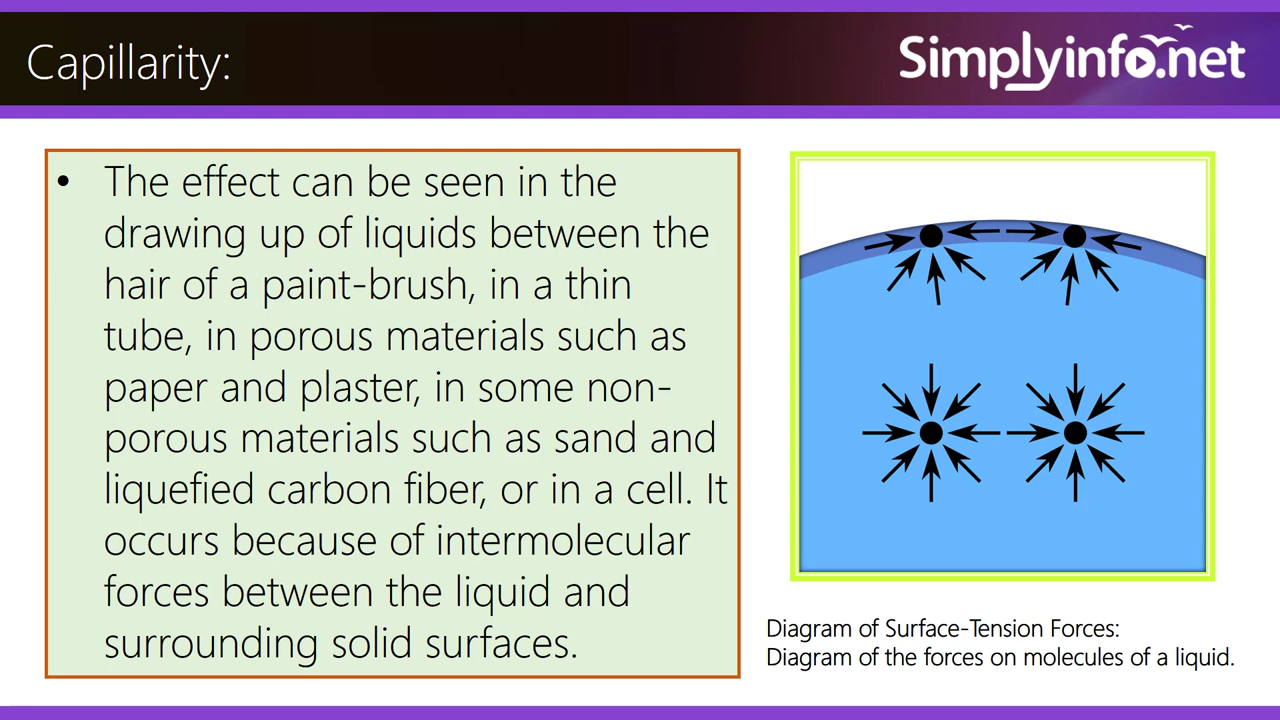 Capillarity:
Simplyinfo.net
• The effect can be seen in the
drawing up of liquids between the
hair of a paint-brush, in a thin
tube, in porous materials such as
paper and plaster, in some non-
porous materials such as sand and
liquefied carbon fiber, or in a cell. It
occurs because of intermolecular
forces between the liquid and
surrounding solid surfaces.
Diagram of Surface-Tension Forces:
Diagram of the forces on molecules of a liquid.